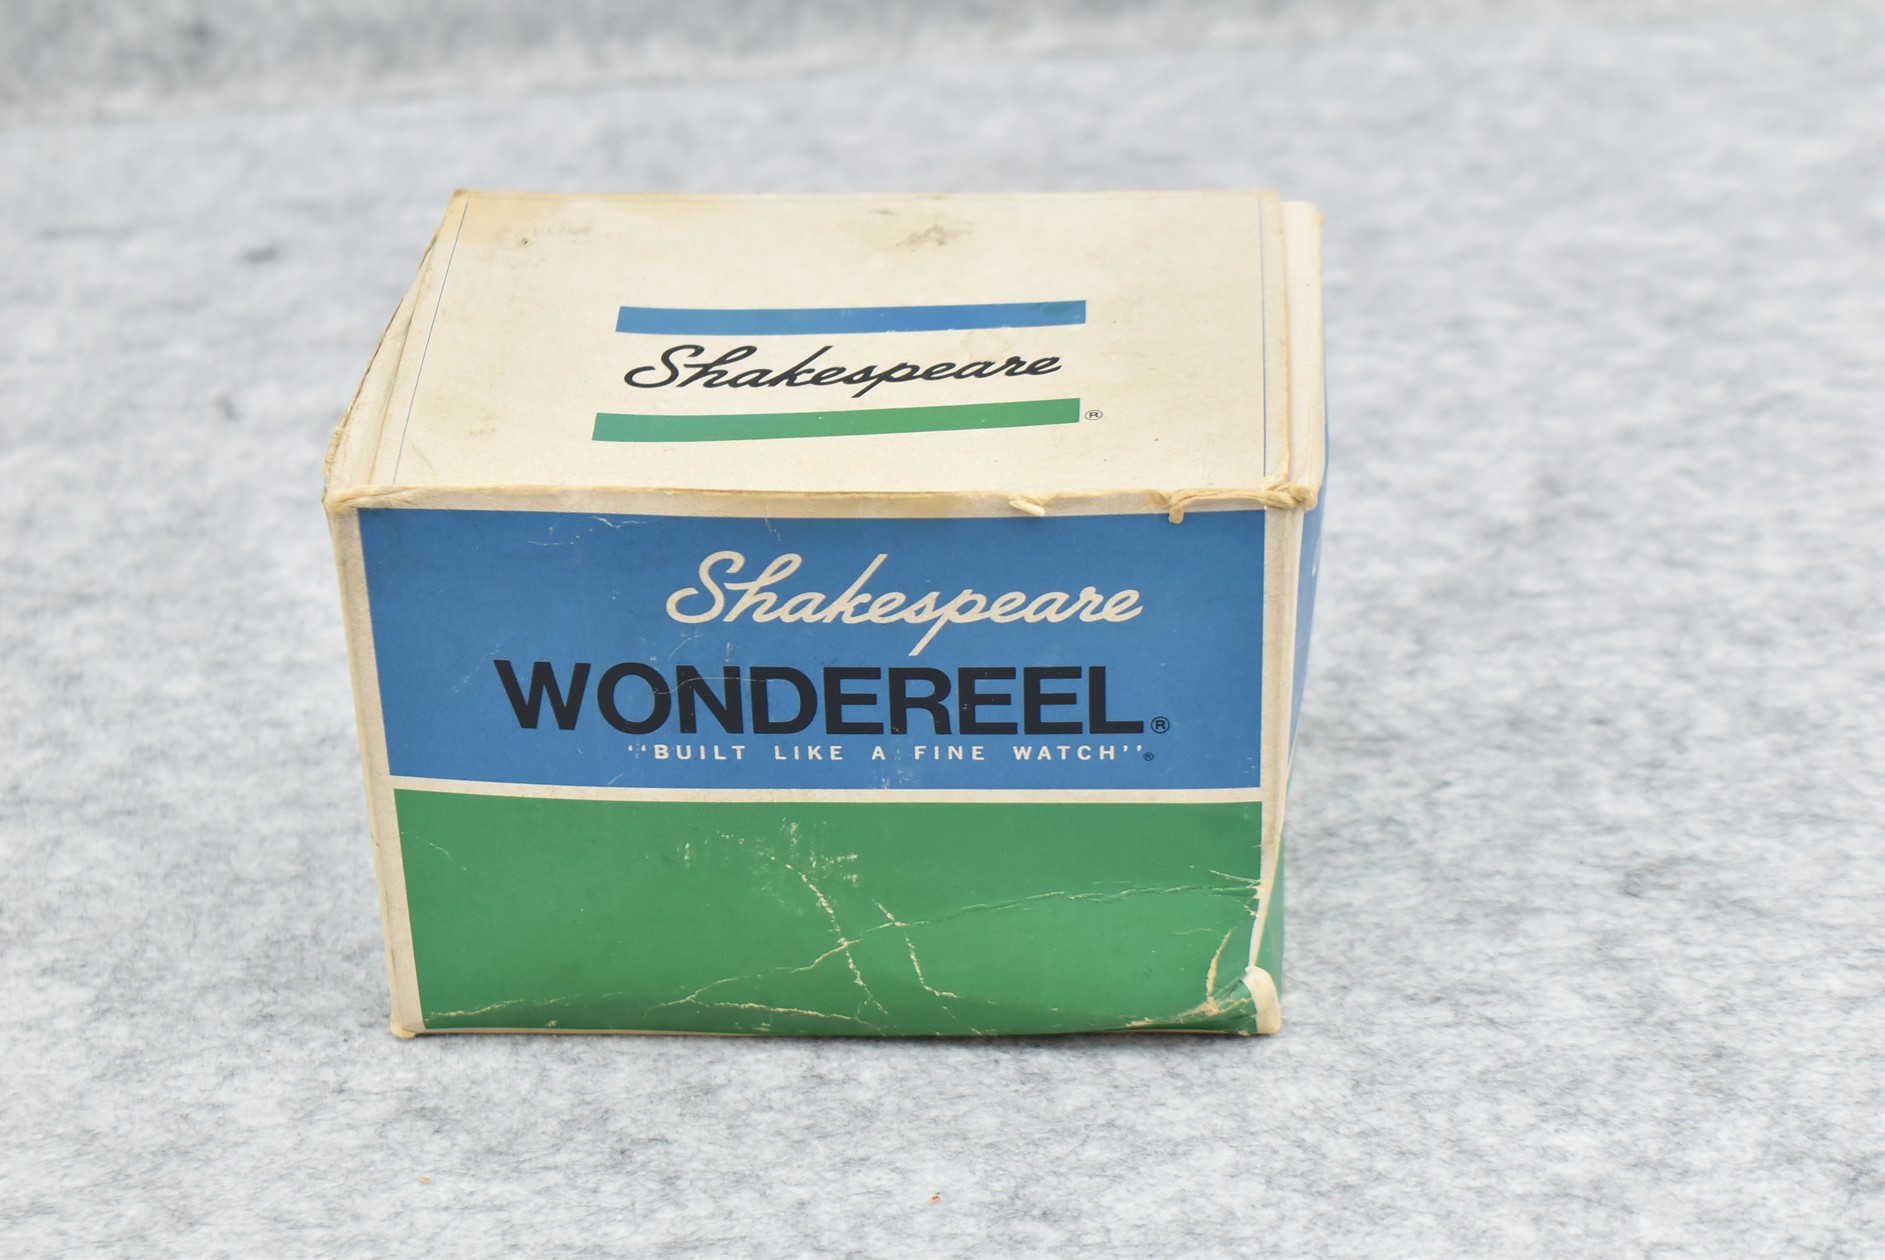 Shakespeare
®
Shakespeare
WONDEREEL®
"BUILT LIKE A FINE WATCH"®